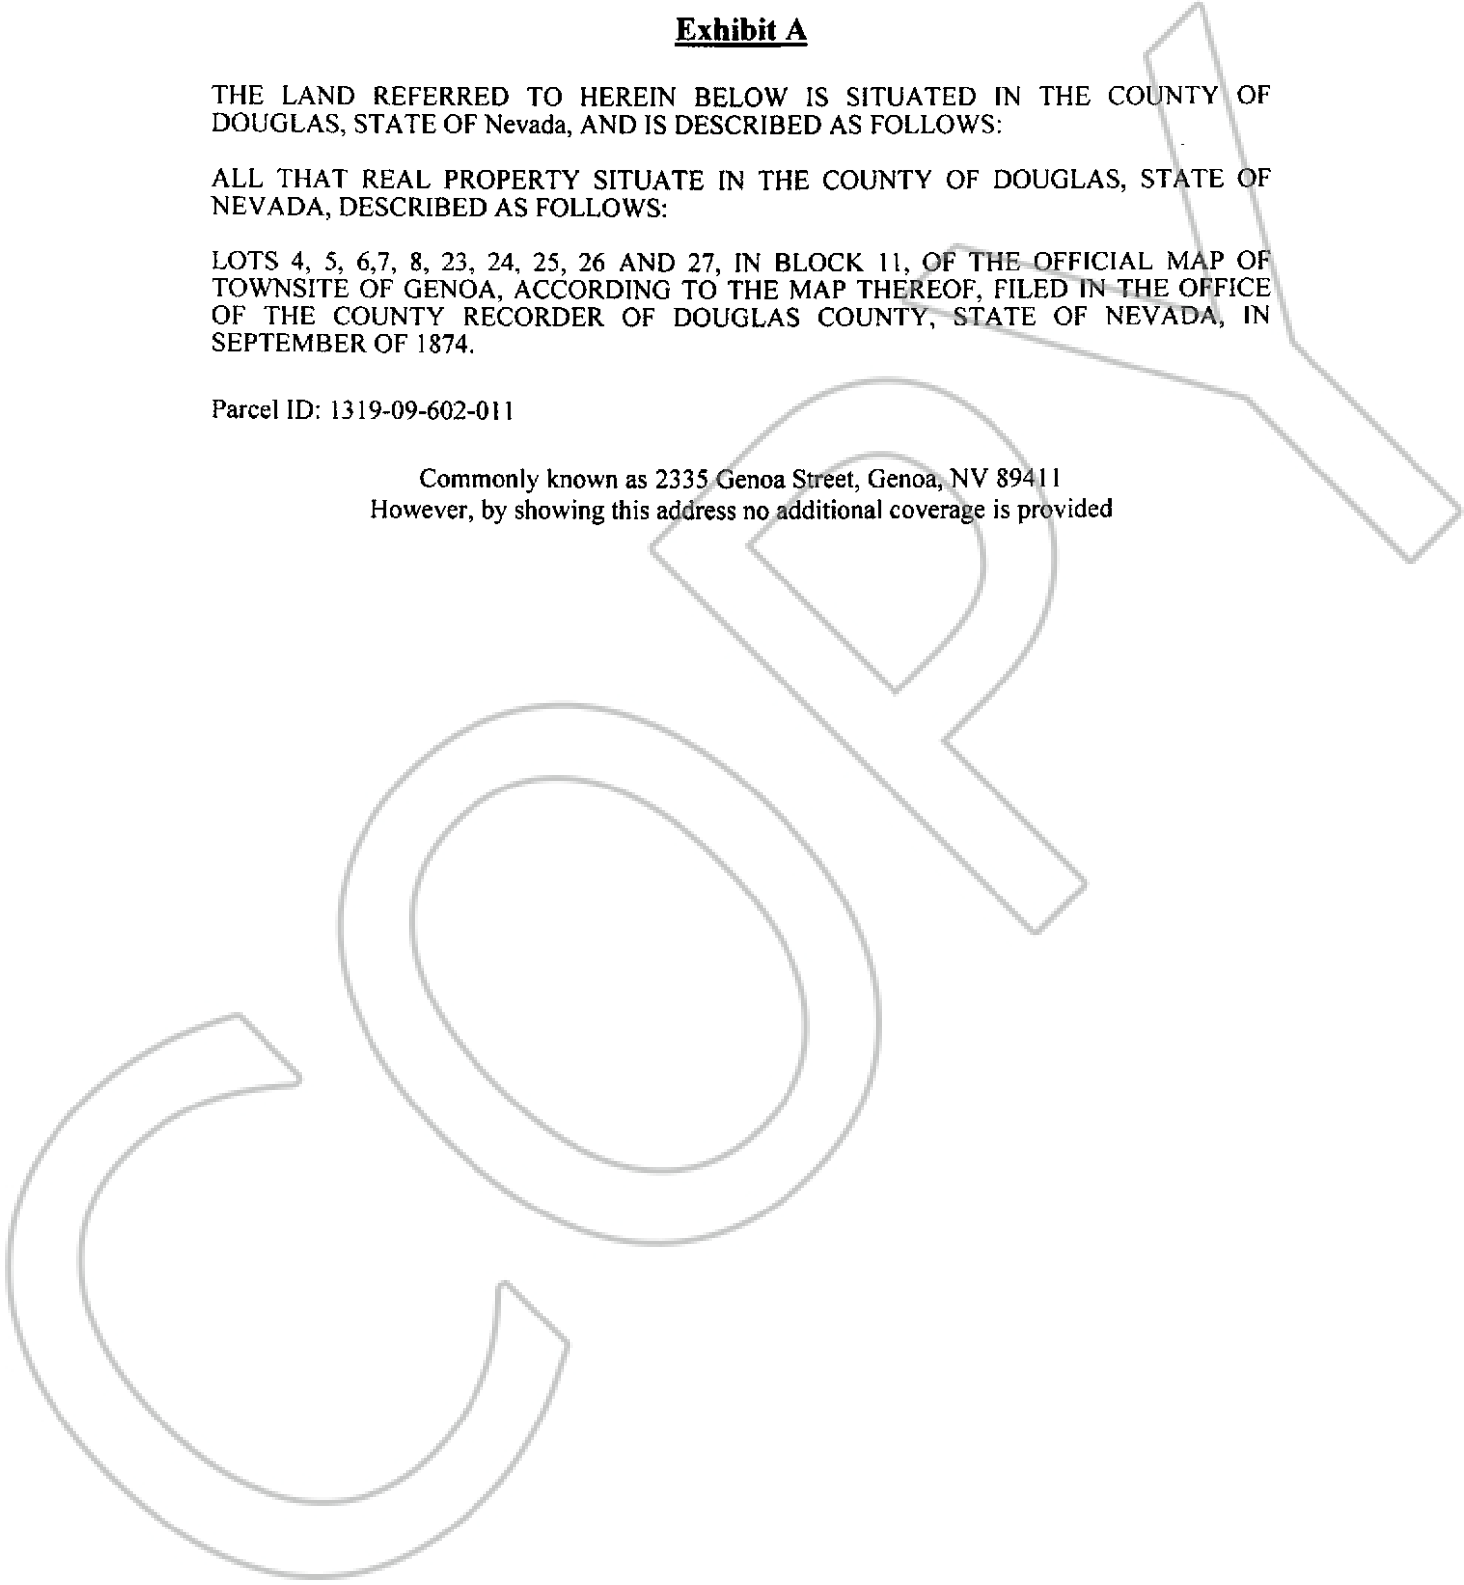 Exhibit A
THE LAND REFERRED TO HEREIN BELOW IS SITUATED IN THE COUNTY OF
DOUGLAS, STATE OF Nevada, AND IS DESCRIBED AS FOLLOWS:
ALL THAT REAL PROPERTY SITUATE IN THE COUNTY OF DOUGLAS, STATE OF
NEVADA, DESCRIBED AS FOLLOWS:
LOTS 4, 5, 6,7, 8, 23, 24, 25, 26 AND 27, IN BLOCK 11, OF THE OFFICIAL MAP OF
TOWNSITE OF GENOA, ACCORDING TO THE MAP THEREOF, FILED IN THE OFFICE
OF THE COUNTY RECORDER OF DOUGLAS COUNTY, STATE OF NEVADA, IN
SEPTEMBER OF 1874.
Parcel ID: 1319-09-602-011
Commonly known as 2335 Genoa Street, Genoa, NV 89411
However, by showing this address no additional coverage is provided
COPY